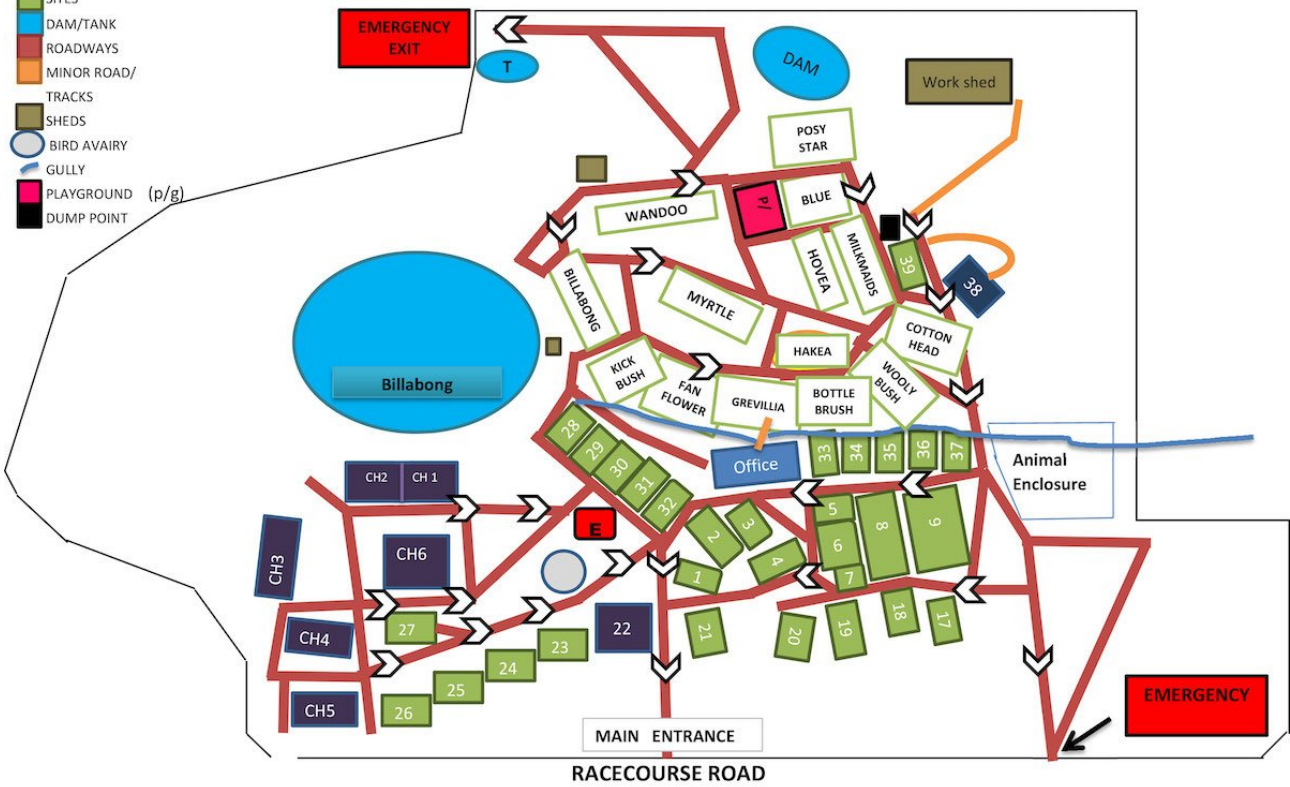 SITES
DAM/TANK
ROADWAYS
MINOR ROAD/
TRACKS
SHEDS
BIRD AVAIRY
GULLY
PLAYGROUND (p/g)
DUMP POINT
EMERGENCY
EXIT
T
DAM
Work shed
POSY
STAR
P/
BLUE
WANDOO
HOVEA
MILKMAIDS
39
38
BILLABONG
MYRTLE
COTTON
HEAD
HAKEA
Billabong
KICK
BUSH
FAN
FLOWER
GREVILLIA
BOTTLE
BRUSH
WOOLY
BUSH
28
29
30
31
32
Office
33
34
35
36
37
Animal
Enclosure
CH2
CH 1
E
2
3
5
6
7
8
9
CH3
CH6
1
4
27
CH4
22
21
20
19
18
17
23
24
25
26
CH5
EMERGENCY
MAIN ENTRANCE
RACECOURSE ROAD